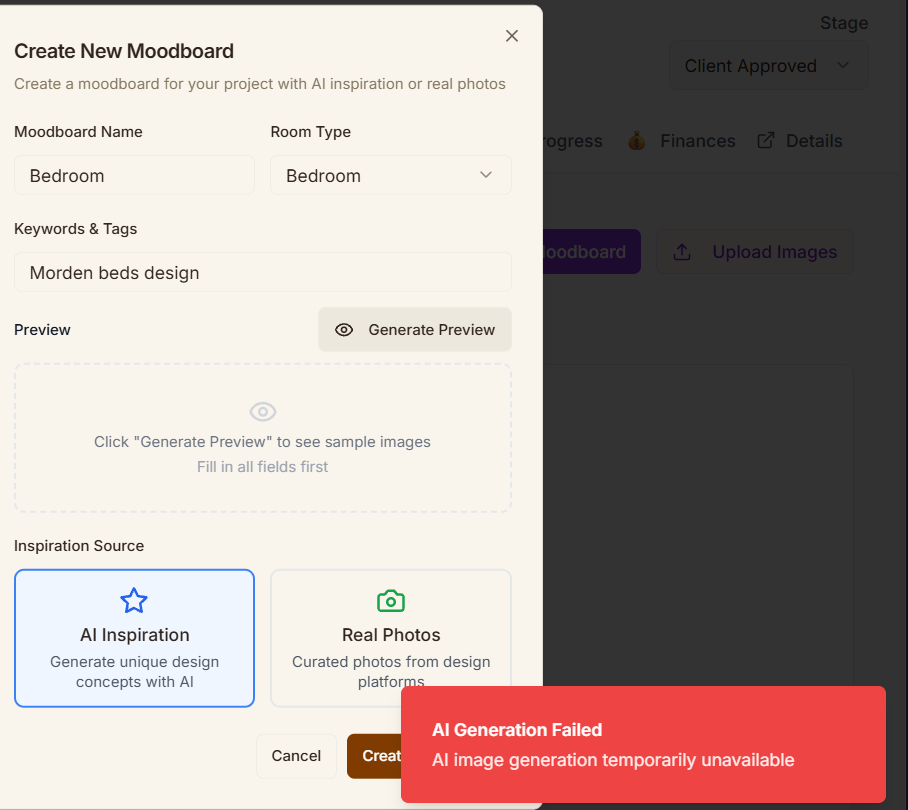 Stage
Create New Moodboard
Client Approved
Create a moodboard for your project with AI inspiration or real photos
Moodboard Name
Room Type
Finances
Details
Bedroom
Bedroom
Keywords & Tags
Upload Images
Morden beds design
Preview
Generate Preview
Click "Generate Preview" to see sample images
Fill in all fields first
Inspiration Source
AI Inspiration
Generate unique design
concepts with AI
Real Photos
Curated photos from design
platforms
AI Generation Failed
AI image generation temporarily unavailable
Cancel